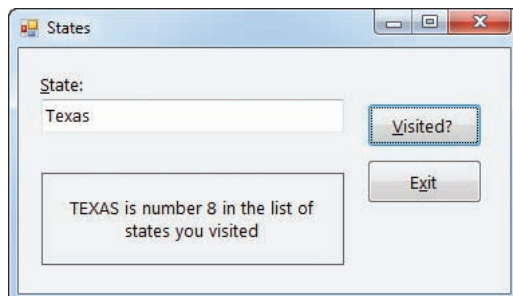 States
State:
Texas
Visited?
Exit
TEXAS is number 8 in the list of
states you visited